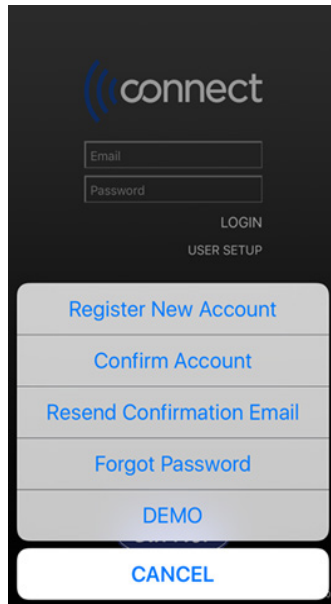 connect
Email
Password
LOGIN
USER SETUP
Register New Account
Confirm Account
Resend Confirmation Email
Forgot Password
DEMO
CANCEL